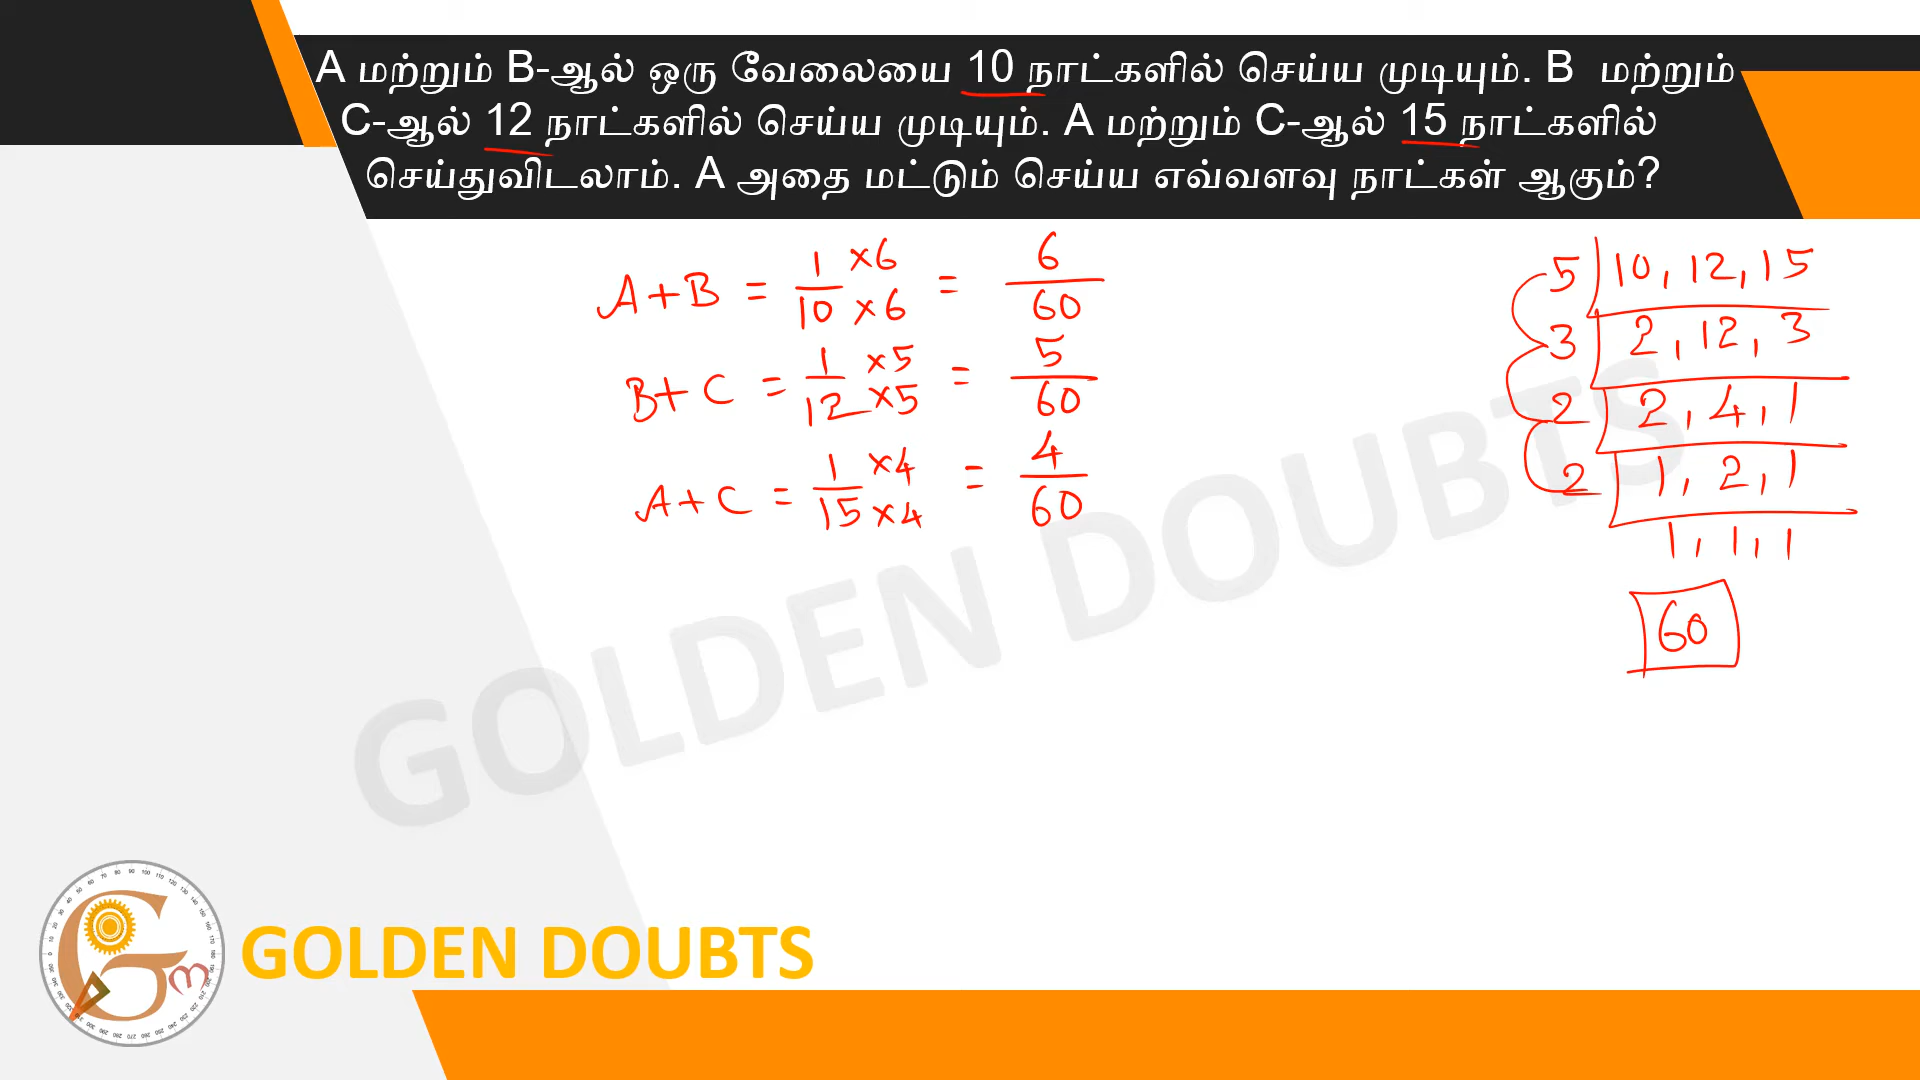 A மற்றும் B-ஆல் ஒரு வேலையை 10 நாட்களில் செய்ய முடியும். B மற்றும்
C-ஆல் 12 நாட்களில் செய்ய முடியும். A மற்றும் C-ஆல் 15 நாட்களில்
செய்துவிடலாம். A அதை மட்டும் செய்ய எவ்வளவு நாட்கள் ஆகும்?
A+B = 1/10 ×6/×6 = 6/60
B+C = 1/12 ×5/×5 = 5/60
A+C = 1/15 ×4/×4 = 4/60
5 | 10, 12, 15
3 | 2, 12, 3
2 | 2, 4, 1
2 | 1, 2, 1
1, 1, 1
60
GOLDEN DOUBTS
GOLDEN DOUBTS